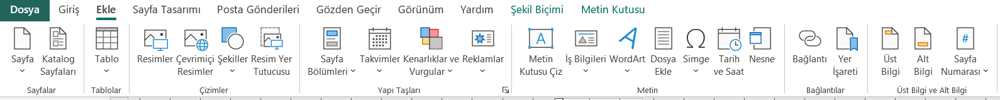 Dosya Giriş Ekle Sayfa Tasarımı Posta Gönderileri Gözden Geçir Görünüm Yardım Şekil Biçimi Metin Kutusu
Sayfa
Katalog
Sayfaları
Sayfalar
Tablo
Tablolar
Resimler
Çevrimiçi
Resimler
Şekiller
Resim Yer
Tutucusu
Çizimler
Sayfa
Bölümleri
Takvimler
Kenarlıklar ve
Vurgular
Reklamlar
Yapı Taşları
Metin
Kutusu Çiz
İş Bilgileri
WordArt
Dosya
Ekle
Simge
Tarih
ve Saat
Nesne
Metin
Bağlantı
Yer
İşareti
Bağlantılar
Üst
Bilgi
Alt
Bilgi
Sayfa
Numarası
Üst Bilgi ve Alt Bilgi